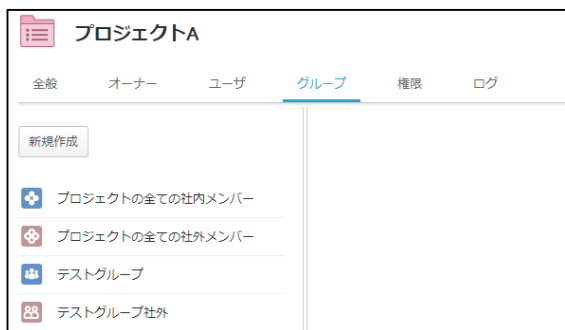 プロジェクトA
全般 オーナー ユーザ グループ 権限 ログ
新規作成
プロジェクトの全ての社内メンバー
プロジェクトの全ての社外メンバー
テストグループ
テストグループ社外